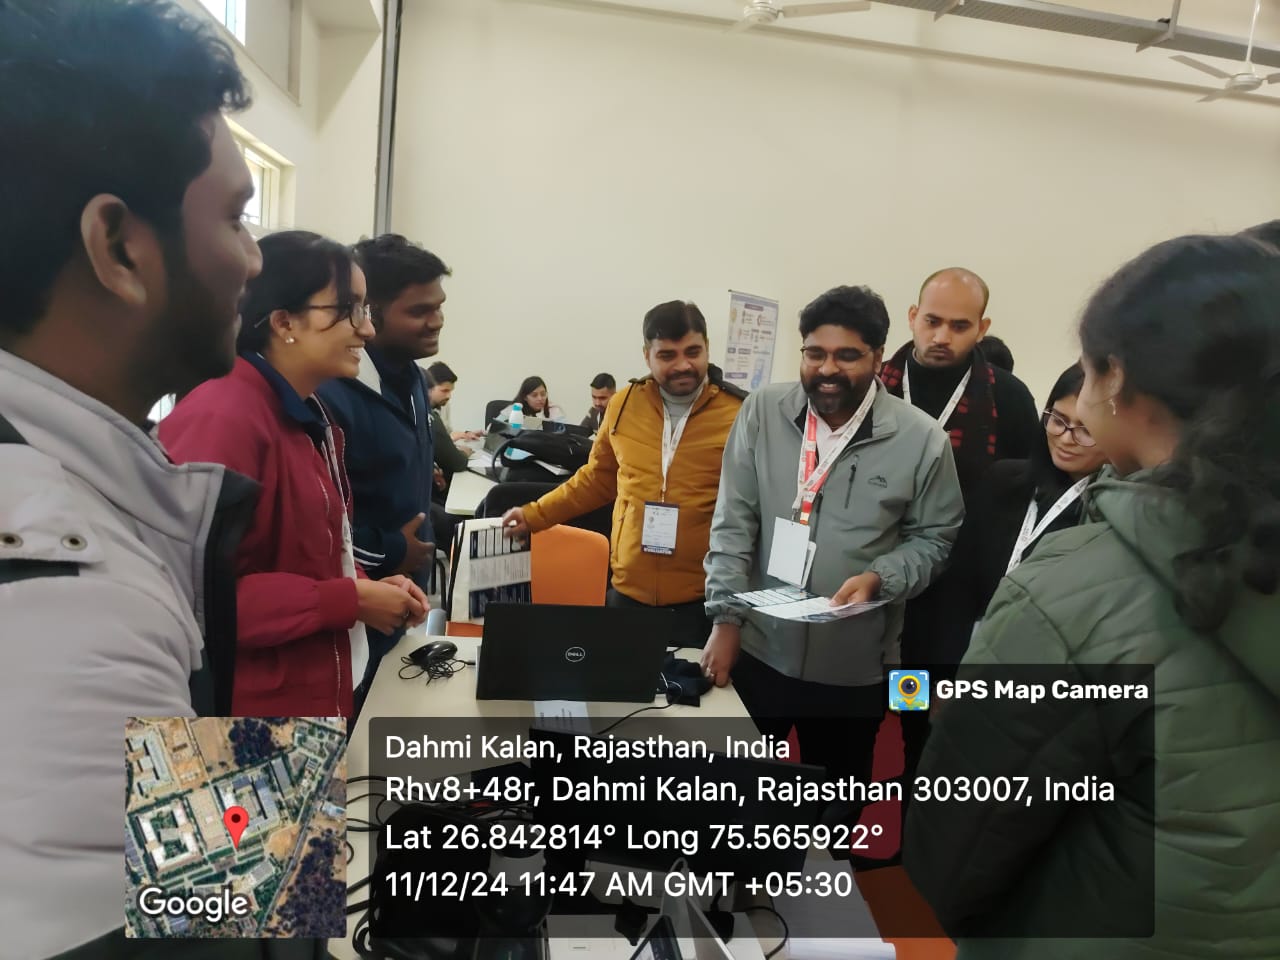 EVALUATOR
DELL
GPS Map Camera
Dahmi Kalan, Rajasthan, India
Rhv8+48r, Dahmi Kalan, Rajasthan 303007, India
Lat 26.842814° Long 75.565922°
11/12/24 11:47 AM GMT +05:30
Google